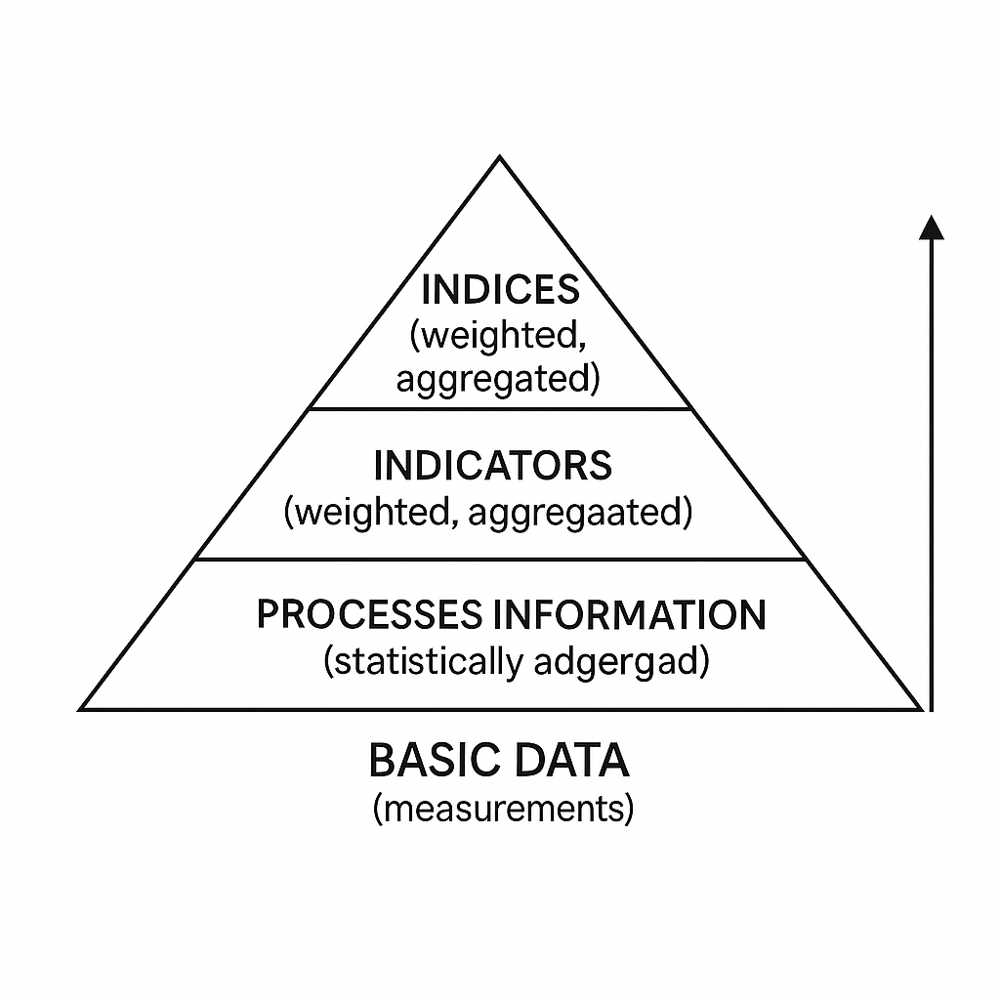 INDICES
(weighted,
aggregated)
INDICATORS
(weighted, aggregaated)
PROCESSES INFORMATION
(statistically adgergad)
BASIC DATA
(measurements)